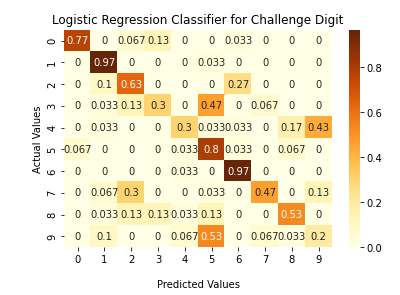 Logistic Regression Classifier for Challenge Digit
0 0.77 0 0.067 0.13 0 0 0.033 0 0 0
1 0 0.97 0 0 0 0.033 0 0 0 0
2 0 0.1 0.63 0 0 0 0.27 0 0 0
3 0 0.033 0.13 0.3 0 0.47 0 0.067 0 0
4 0 0.033 0 0 0.3 0.033 0.033 0 0.17 0.43
5 0.067 0 0 0 0.033 0.8 0.033 0 0.067 0
6 0 0 0 0 0.033 0 0.97 0 0 0
7 0 0.067 0.3 0 0 0.033 0 0.47 0 0.13
8 0 0.033 0.13 0.13 0.033 0.13 0 0 0.53 0
9 0 0.1 0 0 0.067 0.53 0 0.067 0.033 0.2
0 1 2 3 4 5 6 7 8 9
Actual Values
Predicted Values
0.8
0.6
0.4
0.2
0.0